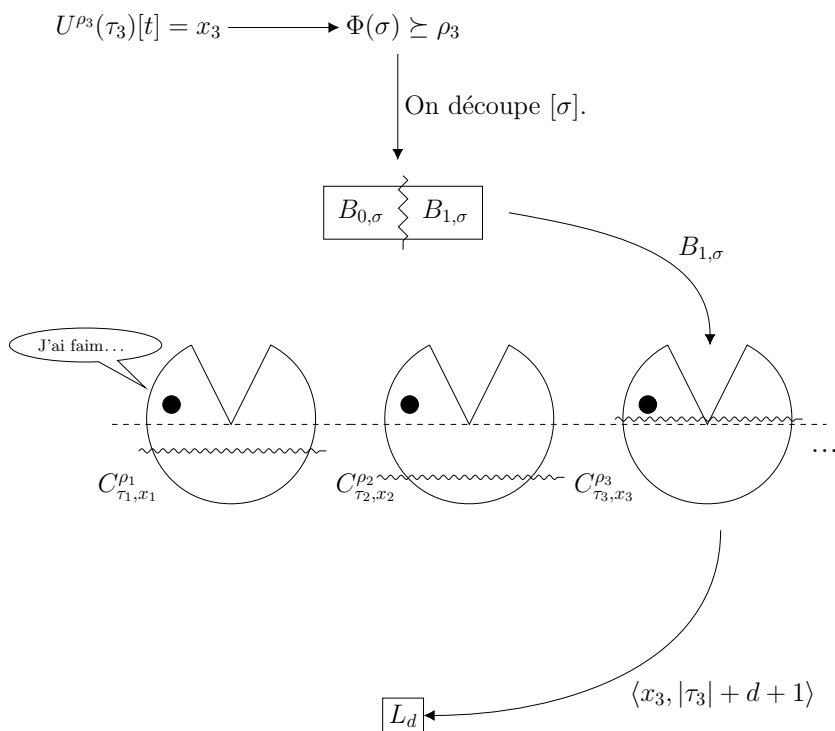 U^{ρ_3}(τ_3)[t] = x_3 Φ(σ) ⪰ ρ_3
On découpe [σ].
B_{0,σ} B_{1,σ}
B_{1,σ}
J'ai faim…
C^{ρ_1}_{τ_1,x_1} C^{ρ_2}_{τ_2,x_2} C^{ρ_3}_{τ_3,x_3} …
⟨x_3, |τ_3| + d + 1⟩
L_d